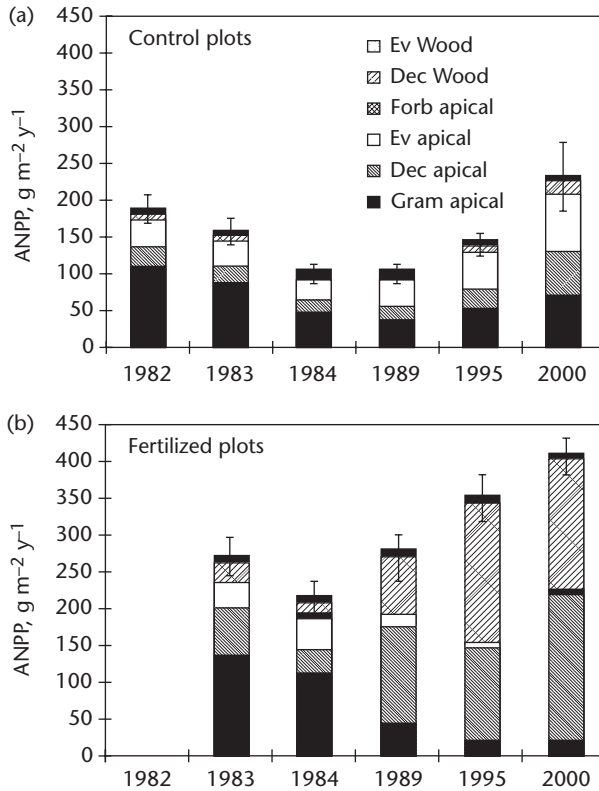 (a)
Control plots
Ev Wood
Dec Wood
Forb apical
Ev apical
Dec apical
Gram apical
ANPP, g m⁻² y⁻¹
450
400
350
300
250
200
150
100
50
0
1982 1983 1984 1989 1995 2000
(b)
Fertilized plots
ANPP, g m⁻² y⁻¹
450
400
350
300
250
200
150
100
50
0
1982 1983 1984 1989 1995 2000